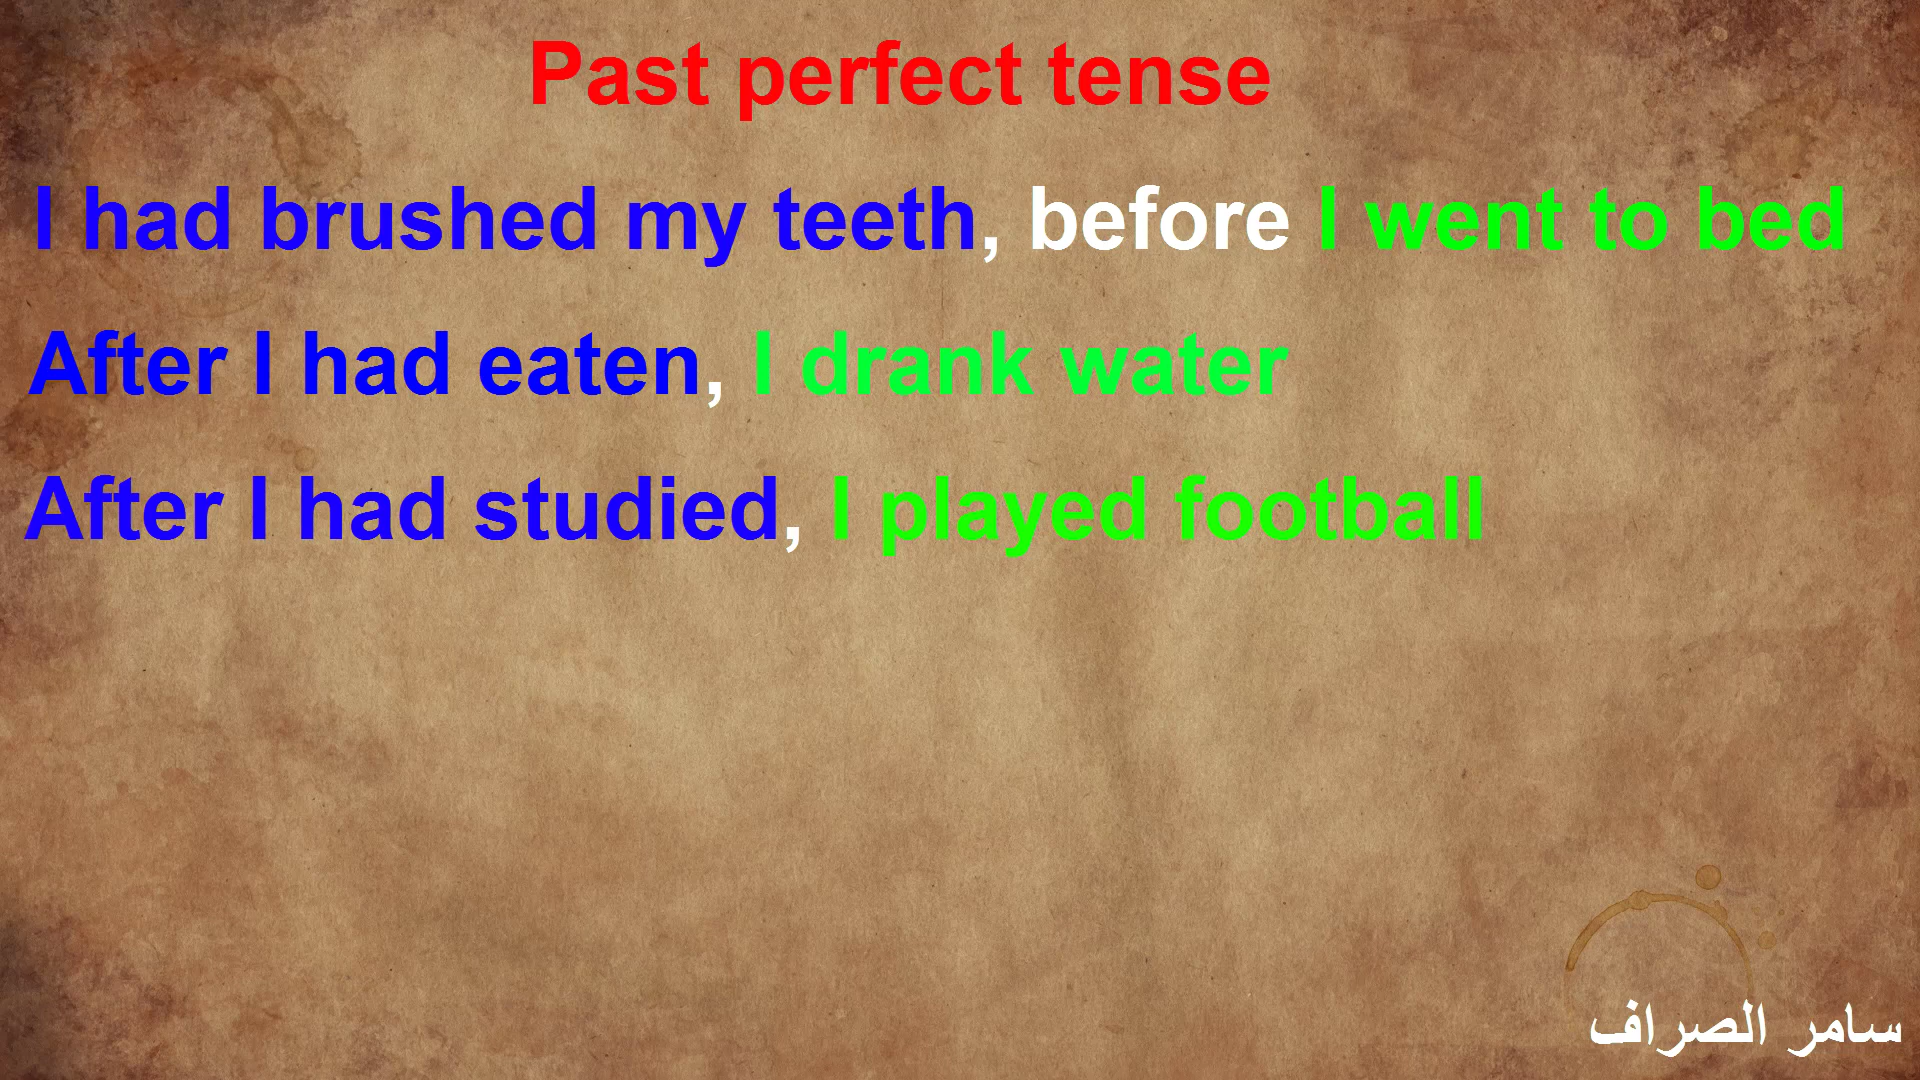 Past perfect tense
I had brushed my teeth, before I went to bed
After I had eaten, I drank water
After I had studied, I played football
سامر الصراف